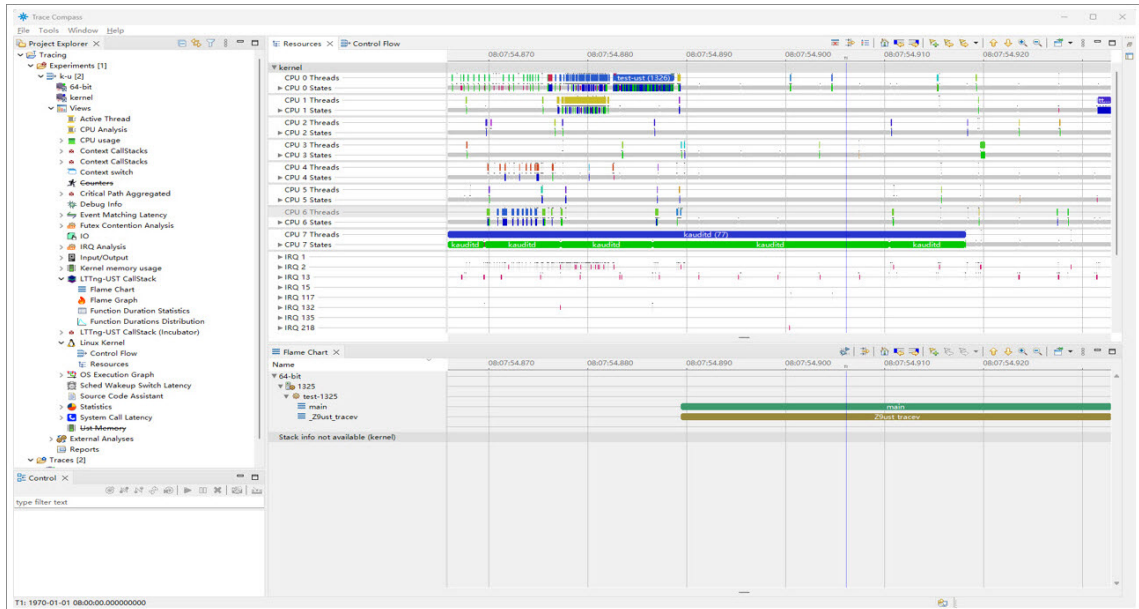 Trace Compass
File Tools Window Help
Project Explorer
Tracing
Experiments [1]
k-u [2]
64-bit
kernel
Views
Active Thread
CPU Analysis
CPU usage
Context CallStacks
Context CallStacks
Context switch
Counters
Critical Path Aggregated
Debug Info
Event Matching Latency
Futex Contention Analysis
IO
IRQ Analysis
Input/Output
Kernel memory usage
LTTng-UST CallStack
Flame Chart
Flame Graph
Function Duration Statistics
Function Durations Distribution
LTTng-UST CallStack (Incubator)
Linux Kernel
Control Flow
Resources
OS Execution Graph
Sched Wakeup Switch Latency
Source Code Assistant
Statistics
System Call Latency
Ust Memory
External Analyses
Reports
Traces [2]
Control
type filter text
Resources Control Flow
08:07:54.870 08:07:54.880 08:07:54.890 08:07:54.900 08:07:54.910 08:07:54.920
kernel
CPU 0 Threads test-ust (1326)
CPU 0 States
CPU 1 Threads
CPU 1 States
CPU 2 Threads
CPU 2 States
CPU 3 Threads
CPU 3 States
CPU 4 Threads
CPU 4 States
CPU 5 Threads
CPU 5 States
CPU 6 Threads
CPU 6 States
CPU 7 Threads kauditd (77)
CPU 7 States kauditd kauditd kauditd kauditd kauditd
IRQ 1
IRQ 2
IRQ 13
IRQ 15
IRQ 117
IRQ 132
IRQ 135
IRQ 218
Flame Chart
Name 08:07:54.870 08:07:54.880 08:07:54.890 08:07:54.900 08:07:54.910 08:07:54.920
64-bit
1325
test-1325
main main
_Z9ust_tracev Z9ust tracev
Stack info not available (kernel)
T1: 1970-01-01 08:00:00.000000000